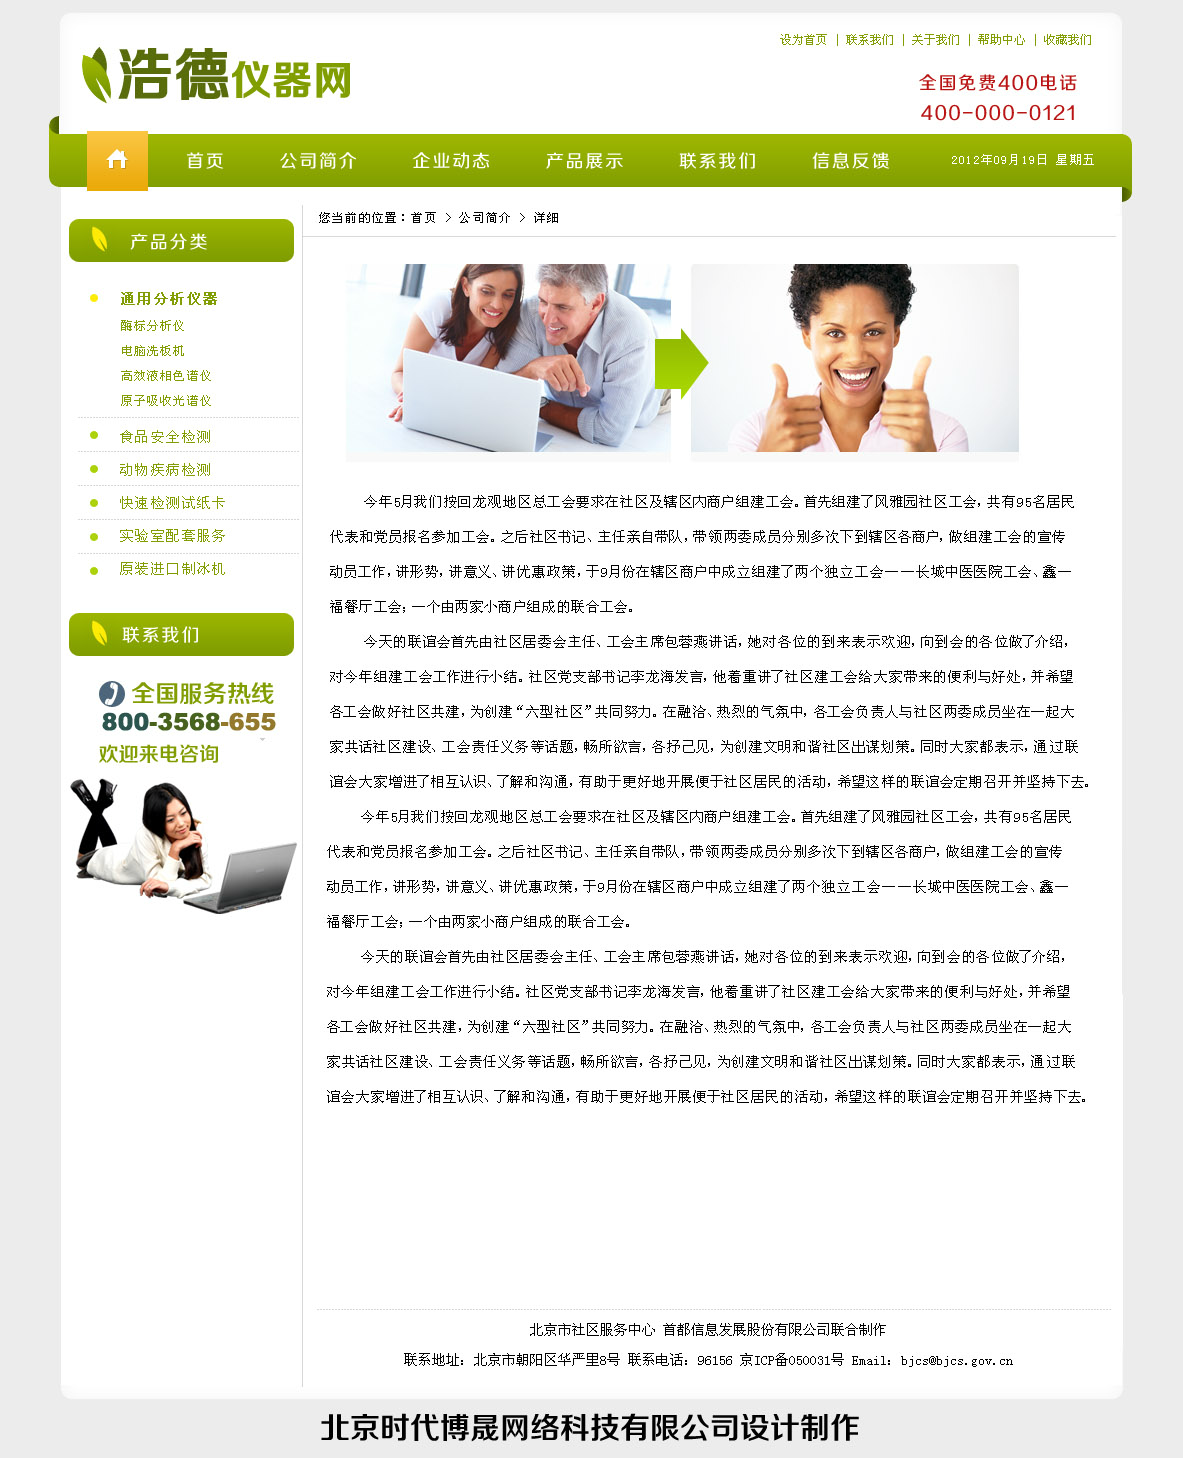 设为首页 | 联系我们 | 关于我们 | 帮助中心 | 收藏我们
浩德仪器网
全国免费400电话
400-000-0121
首页 公司简介 企业动态 产品展示 联系我们 信息反馈 2012年09月19日 星期五
产品分类
通用分析仪器
酶标分析仪
电脑洗板机
高效液相色谱仪
原子吸收光谱仪
食品安全检测
动物疾病检测
快速检测试纸卡
实验室配套服务
原装进口制冰机
联系我们
全国服务热线
800-3568-655
欢迎来电咨询
您当前的位置：首页 > 公司简介 > 详细
今年5月我们按回龙观地区总工会要求在社区及辖区内商户组建工会。首先组建了风雅园社区工会，共有95名居民
代表和党员报名参加工会。之后社区书记、主任亲自带队，带领两委成员分别多次下到辖区各商户，做组建工会的宣传
动员工作，讲形势，讲意义、讲优惠政策，于9月份在辖区商户中成立组建了两个独立工会一一长城中医医院工会、鑫一
福餐厅工会；一个由两家小商户组成的联合工会。
今天的联谊会首先由社区居委会主任、工会主席包蓉燕讲话，她对各位的到来表示欢迎，向到会的各位做了介绍，
对今年组建工会工作进行小结。社区党支部书记李龙海发言，他着重讲了社区建工会给大家带来的便利与好处，并希望
各工会做好社区共建，为创建“六型社区”共同努力。在融洽、热烈的气氛中，各工会负责人与社区两委成员坐在一起大
家共话社区建设、工会责任义务等话题，畅所欲言，各抒己见，为创建文明和谐社区出谋划策。同时大家都表示，通过联
谊会大家增进了相互认识、了解和沟通，有助于更好地开展便于社区居民的活动，希望这样的联谊会定期召开并坚持下去。
今年5月我们按回龙观地区总工会要求在社区及辖区内商户组建工会。首先组建了风雅园社区工会，共有95名居民
代表和党员报名参加工会。之后社区书记、主任亲自带队，带领两委成员分别多次下到辖区各商户，做组建工会的宣传
动员工作，讲形势，讲意义、讲优惠政策，于9月份在辖区商户中成立组建了两个独立工会一一长城中医医院工会、鑫一
福餐厅工会；一个由两家小商户组成的联合工会。
今天的联谊会首先由社区居委会主任、工会主席包蓉燕讲话，她对各位的到来表示欢迎，向到会的各位做了介绍，
对今年组建工会工作进行小结。社区党支部书记李龙海发言，他着重讲了社区建工会给大家带来的便利与好处，并希望
各工会做好社区共建，为创建“六型社区”共同努力。在融洽、热烈的气氛中，各工会负责人与社区两委成员坐在一起大
家共话社区建设、工会责任义务等话题，畅所欲言，各抒己见，为创建文明和谐社区出谋划策。同时大家都表示，通过联
谊会大家增进了相互认识、了解和沟通，有助于更好地开展便于社区居民的活动，希望这样的联谊会定期召开并坚持下去。
北京市社区服务中心 首都信息发展股份有限公司联合制作
联系地址：北京市朝阳区华严里8号 联系电话：96156 京ICP备050031号 Email：bjcs@bjcs.gov.cn
北京时代博晟网络科技有限公司设计制作